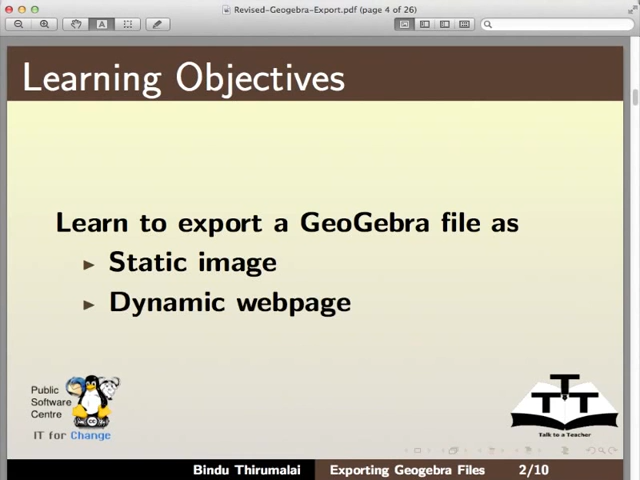 Revised-Geogebra-Export.pdf (page 4 of 26)
Learning Objectives
Learn to export a GeoGebra file as
Static image
Dynamic webpage
Public
Software
Centre
IT for Change
TTT
Talk to a Teacher
Bindu Thirumalai
Exporting Geogebra Files
2/10